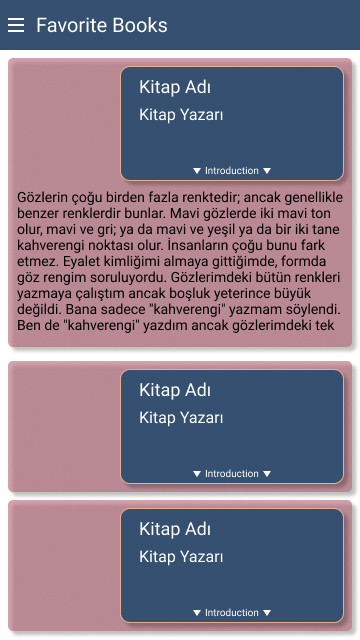 Favorite Books
Kitap Adı
Kitap Yazarı
Introduction
Gözlerin çoğu birden fazla renktedir; ancak genellikle
benzer renklerdir bunlar. Mavi gözlerde iki mavi ton
olur, mavi ve gri; ya da mavi ve yeşil ya da bir iki tane
kahverengi noktası olur. İnsanların çoğu bunu fark
etmez. Eyalet kimliğimi almaya gittiğimde, formda
göz rengim soruluyordu. Gözlerimdeki bütün renkleri
yazmaya çalıştım ancak boşluk yeterince büyük
değildi. Bana sadece "kahverengi" yazmam söylendi.
Ben de "kahverengi" yazdım ancak gözlerimdeki tek
Kitap Adı
Kitap Yazarı
Introduction
Kitap Adı
Kitap Yazarı
Introduction